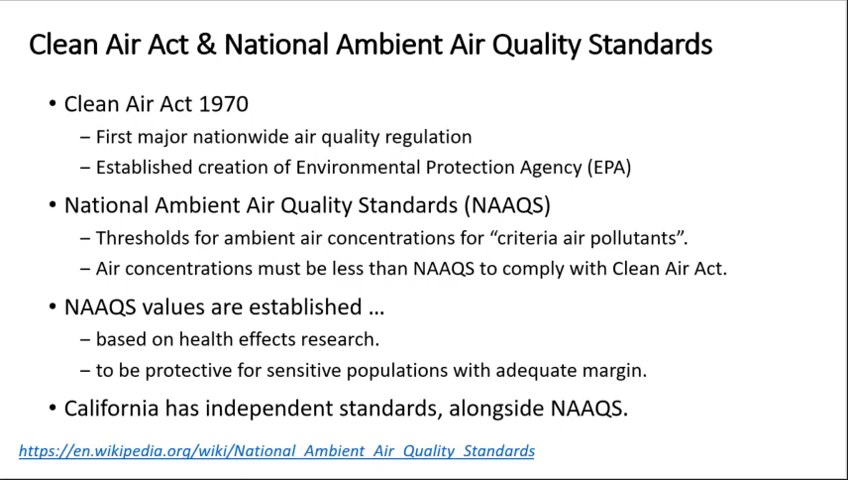 Clean Air Act & National Ambient Air Quality Standards
• Clean Air Act 1970
– First major nationwide air quality regulation
– Established creation of Environmental Protection Agency (EPA)
• National Ambient Air Quality Standards (NAAQS)
– Thresholds for ambient air concentrations for “criteria air pollutants”.
– Air concentrations must be less than NAAQS to comply with Clean Air Act.
• NAAQS values are established …
– based on health effects research.
– to be protective for sensitive populations with adequate margin.
• California has independent standards, alongside NAAQS.
https://en.wikipedia.org/wiki/National_Ambient_Air_Quality_Standards